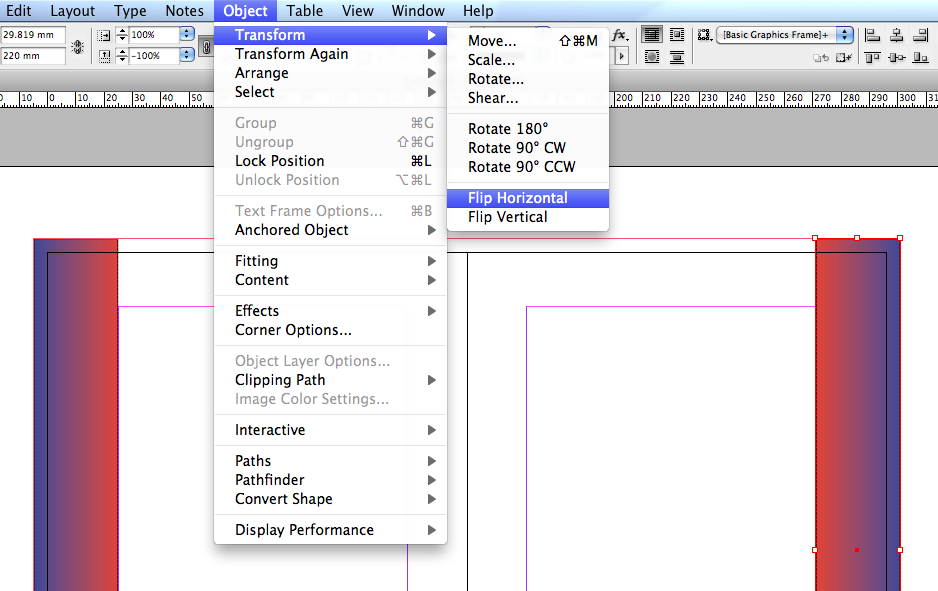 Edit Layout Type Notes Object Table View Window Help
29.819 mm 100% fx. [Basic Graphics Frame]+
220 mm -100%
10 0 10 20 30 40 50 200 210 220 230 240 250 260 270 280 290 300
Transform
Transform Again
Arrange
Select
Group ⌘G
Ungroup ⇧⌘G
Lock Position ⌘L
Unlock Position ⌥⌘L
Text Frame Options... ⌘B
Anchored Object
Fitting
Content
Effects
Corner Options...
Object Layer Options...
Clipping Path
Image Color Settings...
Interactive
Paths
Pathfinder
Convert Shape
Display Performance
Move... ⇧⌘M
Scale...
Rotate...
Shear...
Rotate 180°
Rotate 90° CW
Rotate 90° CCW
Flip Horizontal
Flip Vertical